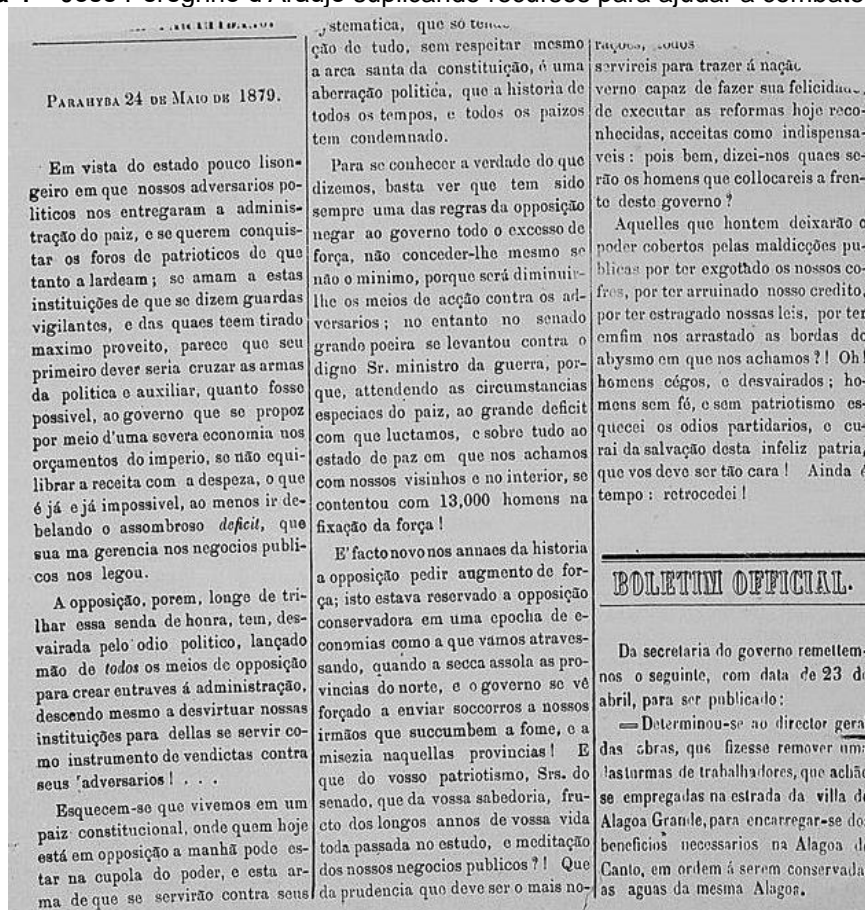 José Peregrino d'Araújo suplicando recursos para ajudar a combate
PARAHYBA 24 DE MAIO DE 1879.
Em vista do estado pouco lison-
geiro em que nossos adversarios po-
liticos nos entregaram a adminis-
tração do paiz, e se querem conquis-
tar os foros de patrioticos de que
tanto a lardeam; se amam a estas
instituições de que se dizem guardas
vigilantes, e das quaes teem tirado
maximo proveito, parece que seu
primeiro dever seria cruzar as armas
da politica e auxiliar, quanto fosse
possivel, ao governo que se propoz
por meio d'uma severa economia nos
orçamentos do imperio, se não equi-
librar a receita com a despeza, o que
é já e já impossivel, ao menos ir de-
belando o assombroso deficit, que
sua ma gerencia nos negocios publi-
cos nos legou.
A opposição, porem, longe de tri-
lhar essa senda de honra, tem, des-
vairada pelo odio politico, lançado
mão de todos os meios de opposição
para crear entraves á administração,
descendo mesmo a desvirtuar nossas
instituições para dellas se servir co-
mo instrumento de vendictas contra
seus adversarios! . . .
Esquecem-se que vivemos em um
paiz constitucional, onde quem hoje
está em opposição a manhã pode es-
tar na cupola do poder, e esta ar-
ma de que se servirão contra seus
ystematica, que só
ção de tudo, sem respeitar mesmo
a arca santa da constituição, é uma
aberração politica, que a historia de
todos os tempos, e todos os paizos
tem condemnado.
Para se conhecer a verdade do que
dizemos, basta ver que tem sido
sempre uma das regras da opposição
negar ao governo todo o excesso de
força, não conceder-lhe mesmo se
não o minimo, porque será diminuir-
lhe os meios de acção contra os ad-
versarios; no entanto no senado
grande poeira se levantou contra o
digno Sr. ministro da guerra, por-
que, attendendo as circumstancias
especiaes do paiz, ao grande deficit
com que luctamos, e sobre tudo ao
estado de paz em que nos achamos
com nossos visinhos e no interior, se
contentou com 13,000 homens na
fixação da força!
E' facto novo nos annaes da historia
a opposição pedir augmento de for-
ça; isto estava reservado a opposição
conservadora em uma epocha de e-
conomias como a que vamos atraves-
sando, quando a secca assola as pro-
vincias do norte, e o governo se vê
forçado a enviar soccorros a nossos
irmãos que succumbem a fome, e a
misezia naquellas provincias! E
que do vosso patriotismo, Srs. do
senado, que da vossa sabedoria, fru-
cto dos longos annos de vossa vida
toda passada no estudo, e meditação
dos nossos negocios publicos?! Que
da prudencia que deve ser o mais no-
servireis para trazer á naçã
verno capaz de fazer sua
de executar as reformas hoje reco-
nhecidas, acceitas como indispensa-
veis: pois bem, dizei-nos quaes se-
rão os homens que collocareis a fren-
te deste governo?
Aquelles que hontem deixarão o
poder cobertos pelas maldicções pu-
blicas por ter exgotado os nossos co-
fres, por ter arruinado nosso credito,
por ter estragado nossas leis, por ter
emfim nos arrastado as bordas do
abysmo em que nos achamos?! Oh!
homens cégos, e desvairados; ho-
mens sem fé, e sem patriotismo es-
quecei os odios partidarios, e cu-
rai da salvação desta infeliz patria,
que vos deve ser tão cara! Ainda é
tempo: retrocedei!
BOLETIM OFFICIAL.
Da secretaria do governo remettem-
nos o seguinte, com data de 23 de
abril, para ser publicado:
—Determinou-se ao director gera
das obras, que fizesse remover uma
das turmas de trabalhadores, que achão
se empregadas na estrada da villa de
Alagoa Grande, para encarregar-se dos
beneficios necessarios na Alagoa do
Canto, em ordem á serem conservada
as aguas da mesma Alagoa.